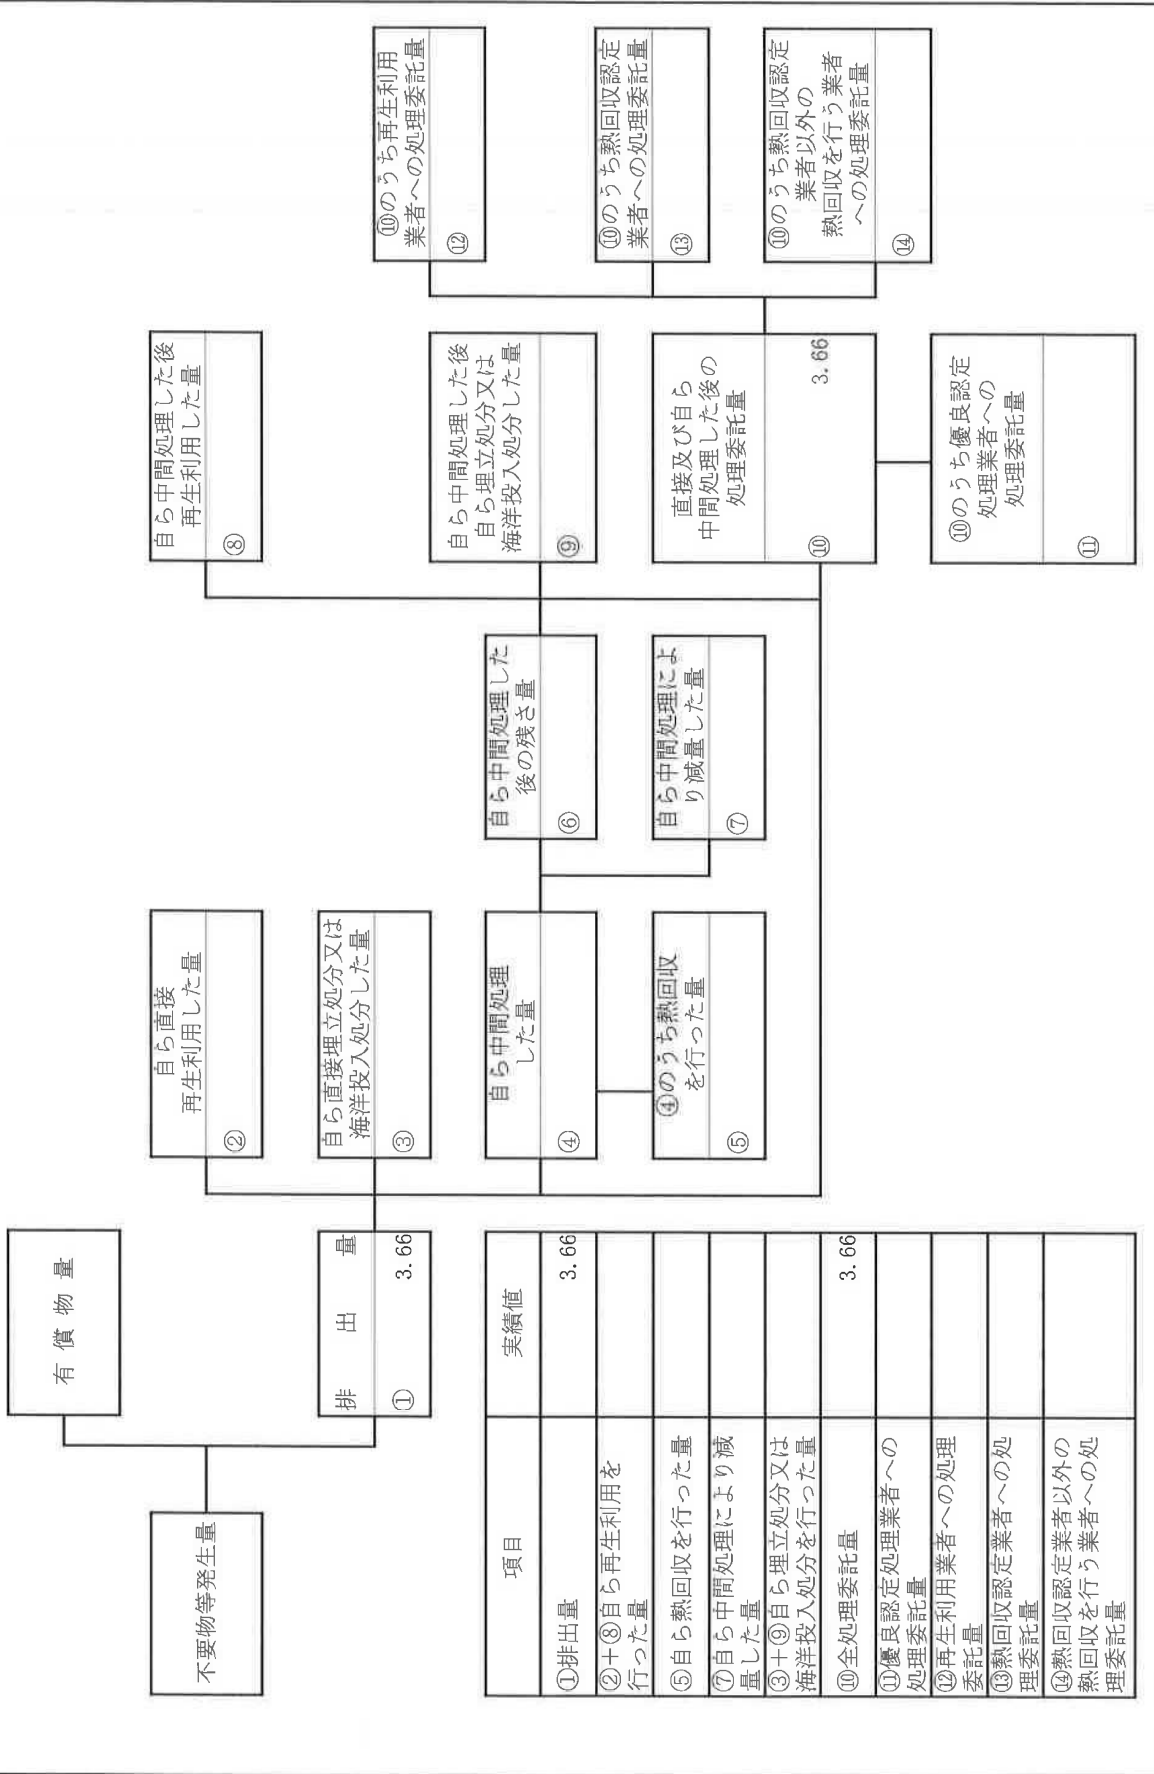 有償物量
不要物等発生量
排出量
① 3.66
自ら直接
再生利用した量
②
自ら直接埋立処分又は
海洋投入処分した量
③
自ら中間処理
した量
④
④のうち熱回収
を行った量
⑤
自ら中間処理した
後の残さ量
⑥
自ら中間処理によ
り減量した量
⑦
自ら中間処理した後
再生利用した量
⑧
自ら中間処理した後
自ら埋立処分又は
海洋投入処分した量
⑨
直接及び自ら
中間処理した後の
処理委託量
⑩ 3.66
⑩のうち優良認定
処理業者への
処理委託量
⑪
⑩のうち再生利用
業者への処理委託量
⑫
⑩のうち熱回収認定
業者への処理委託量
⑬
⑩のうち熱回収認定
業者以外の
熱回収を行う業者
への処理委託量
⑭
項目 実績値
①排出量 3.66
②+⑧自ら再生利用を
行った量
⑤自ら熱回収を行った量
⑦自ら中間処理により減
量した量
③+⑨自ら埋立処分又は
海洋投入処分を行った量
⑩全処理委託量 3.66
⑪優良認定処理業者への
処理委託量
⑫再生利用業者への処理
委託量
⑬熱回収認定業者への処
理委託量
⑭熱回収認定業者以外の
熱回収を行う業者への処
理委託量